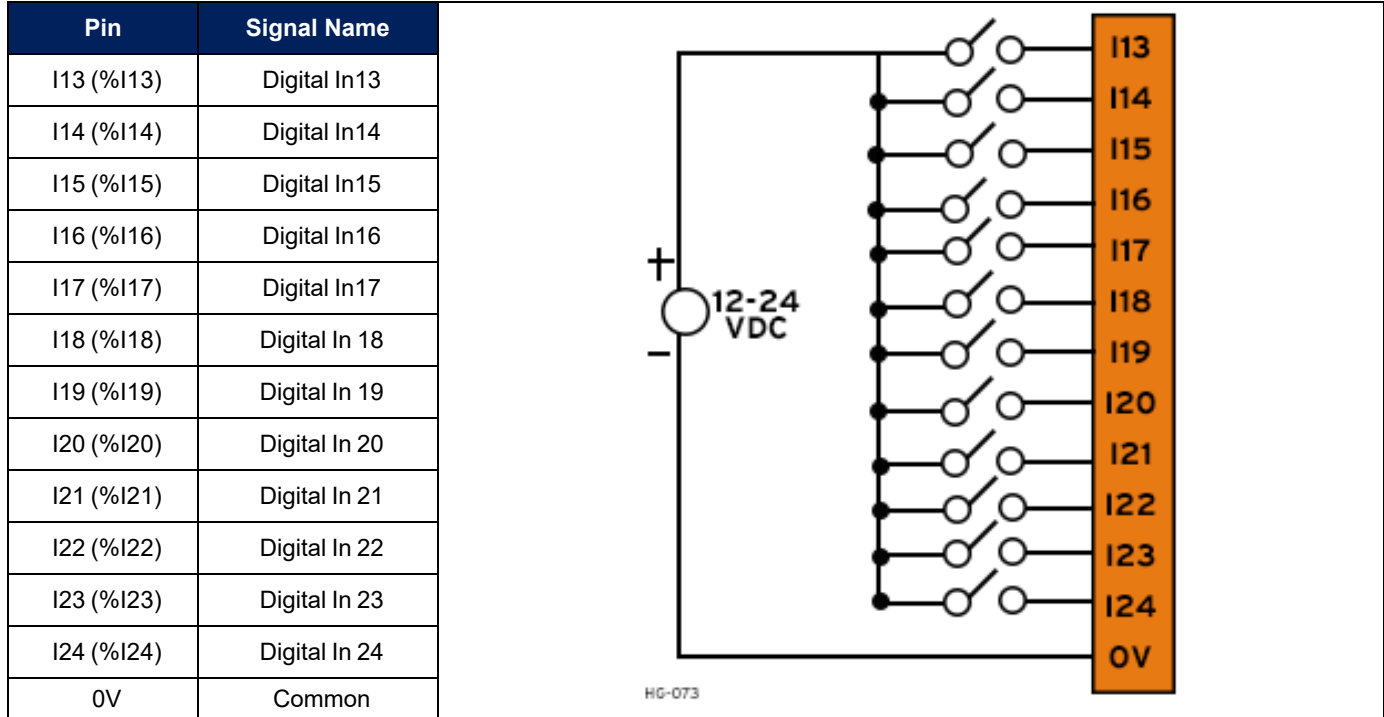 Pin Signal Name
I13 (%I13) Digital In13
I14 (%I14) Digital In14
I15 (%I15) Digital In15
I16 (%I16) Digital In16
I17 (%I17) Digital In17
I18 (%I18) Digital In 18
I19 (%I19) Digital In 19
I20 (%I20) Digital In 20
I21 (%I21) Digital In 21
I22 (%I22) Digital In 22
I23 (%I23) Digital In 23
I24 (%I24) Digital In 24
0V Common
+
12-24
VDC
−
I13
I14
I15
I16
I17
I18
I19
I20
I21
I22
I23
I24
0V
HG-073